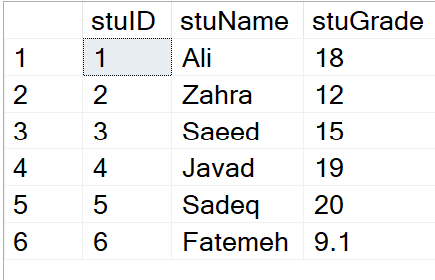 stuID stuName stuGrade
1 1 Ali 18
2 2 Zahra 12
3 3 Saeed 15
4 4 Javad 19
5 5 Sadeq 20
6 6 Fatemeh 9.1